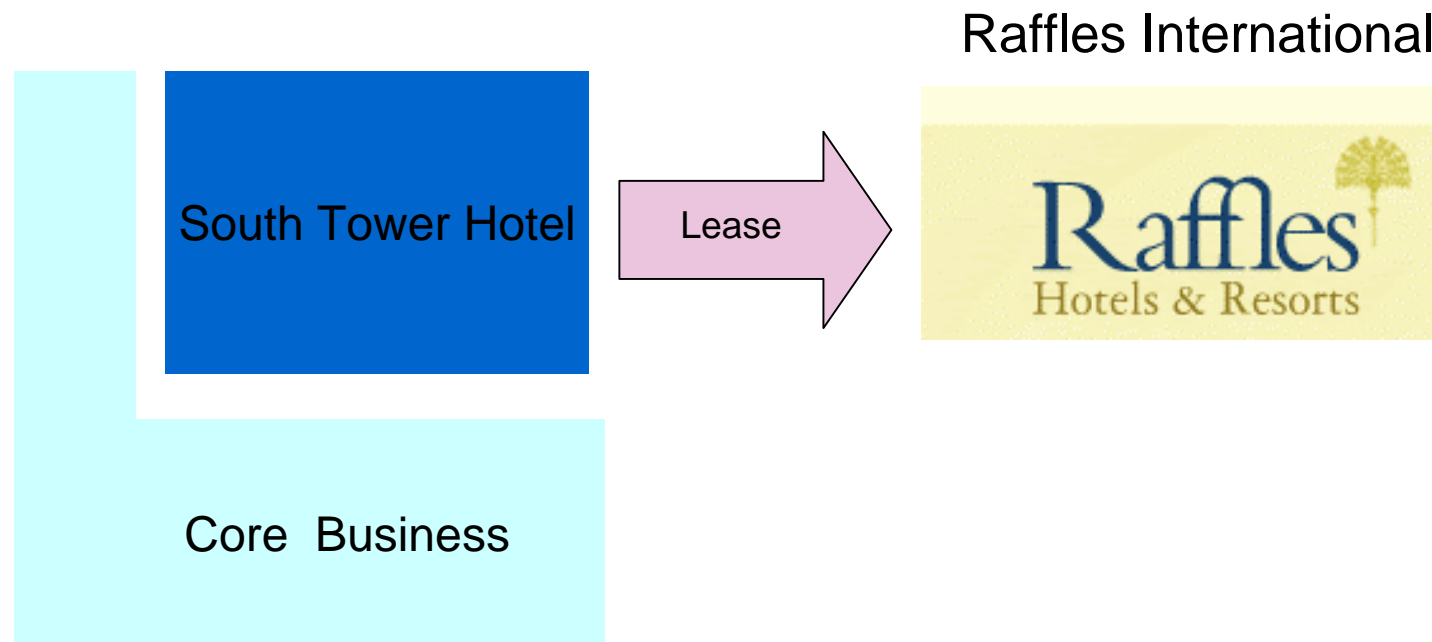 Raffles International
South Tower Hotel
Lease
Raffles
Hotels & Resorts
Core Business